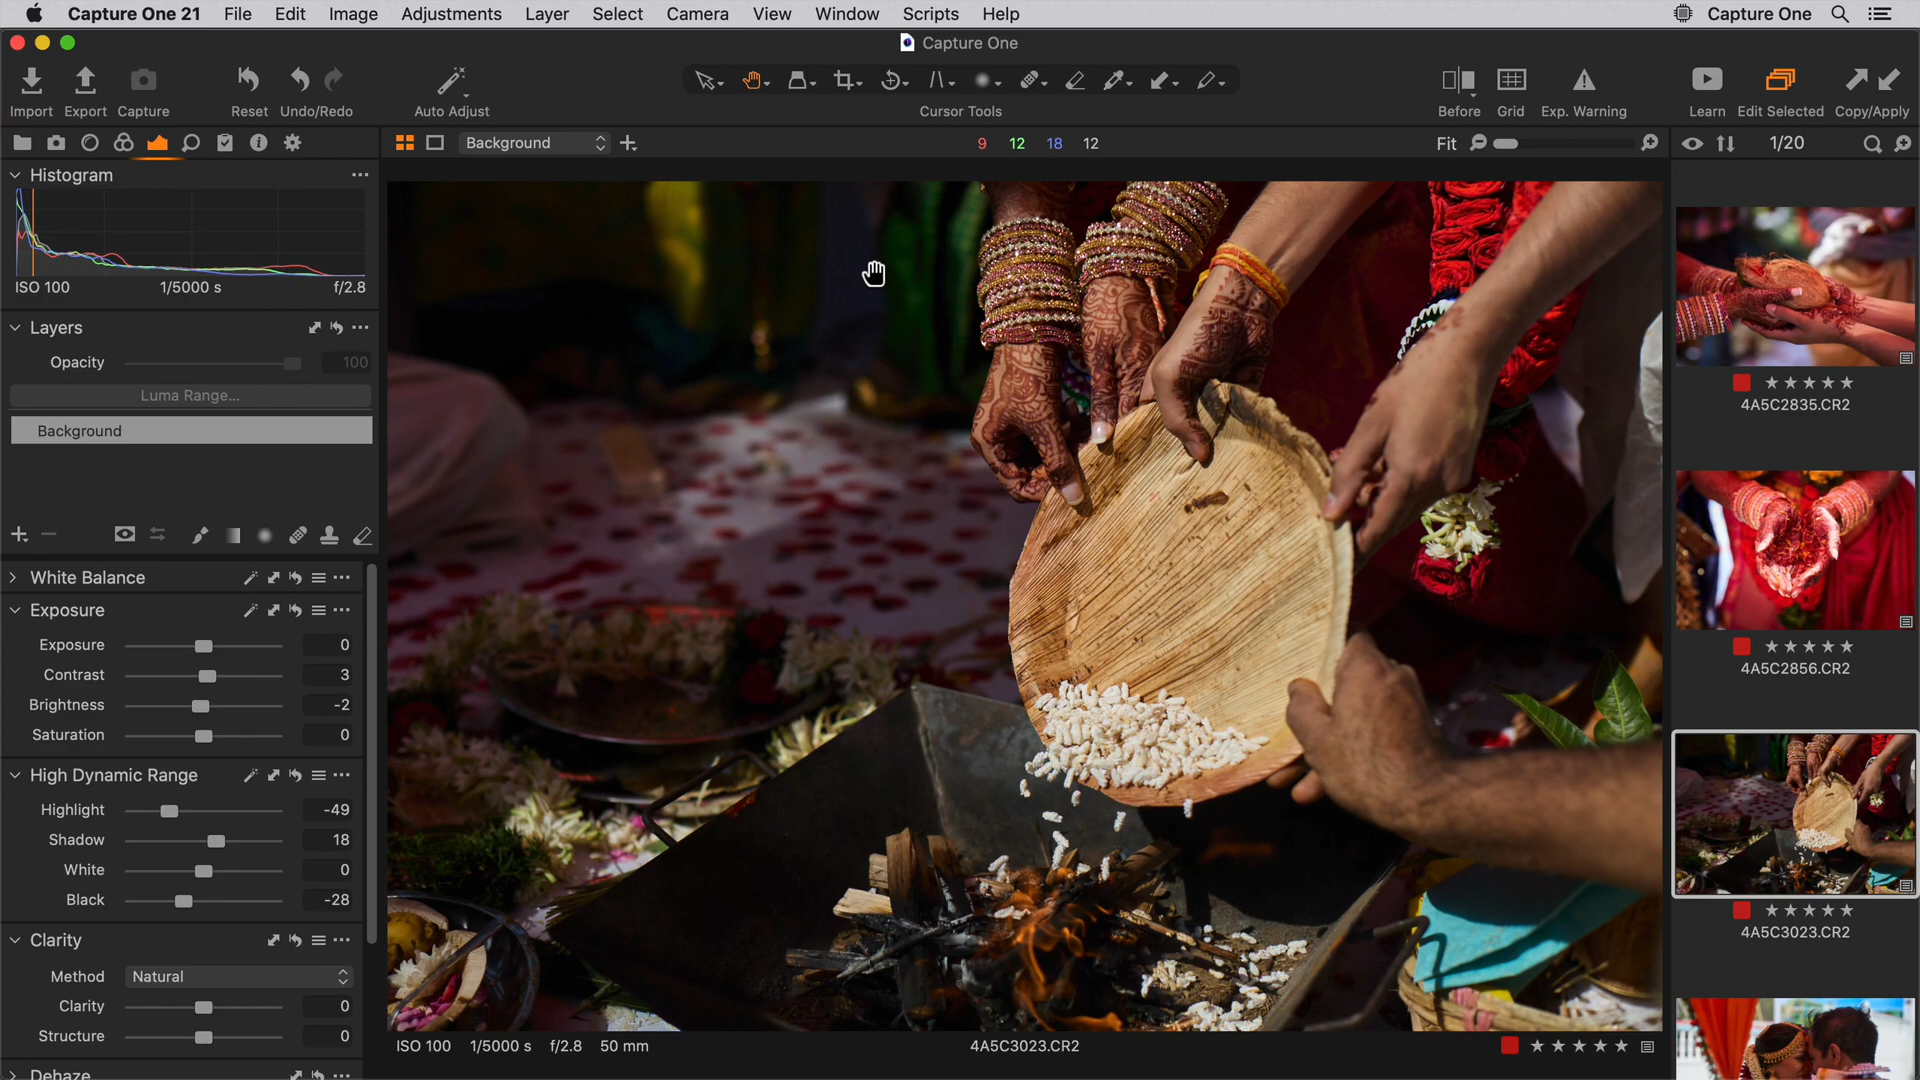 Capture One 21 File Edit Image Adjustments Layer Select Camera View Window Scripts Help Capture One
Capture One
Import Export Capture Reset Undo/Redo Auto Adjust Cursor Tools Before Grid Exp. Warning Learn Edit Selected Copy/Apply
Background 9 12 18 12 Fit 1/20
Histogram
ISO 100 1/5000 s f/2.8
Layers
Opacity 100
Luma Range...
Background
White Balance
Exposure
Exposure 0
Contrast 3
Brightness -2
Saturation 0
High Dynamic Range
Highlight -49
Shadow 18
White 0
Black -28
Clarity
Method Natural
Clarity 0
Structure 0
Dehaze
ISO 100 1/5000 s f/2.8 50 mm 4A5C3023.CR2
4A5C2835.CR2
4A5C2856.CR2
4A5C3023.CR2